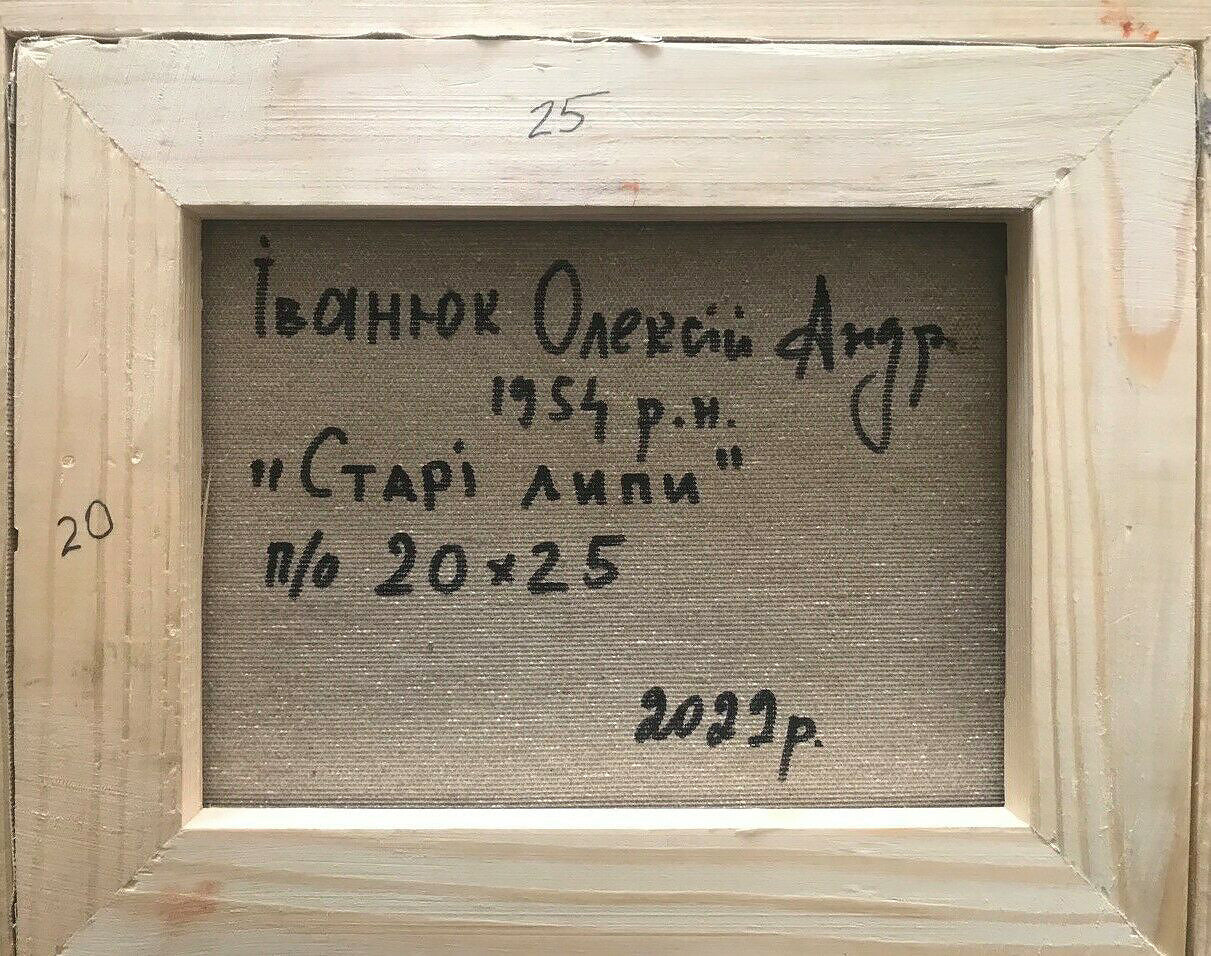 25
Іванюк Олексій Андр.
1954 р.н.
"Старі липи"
20
п/о 20×25
2022р.